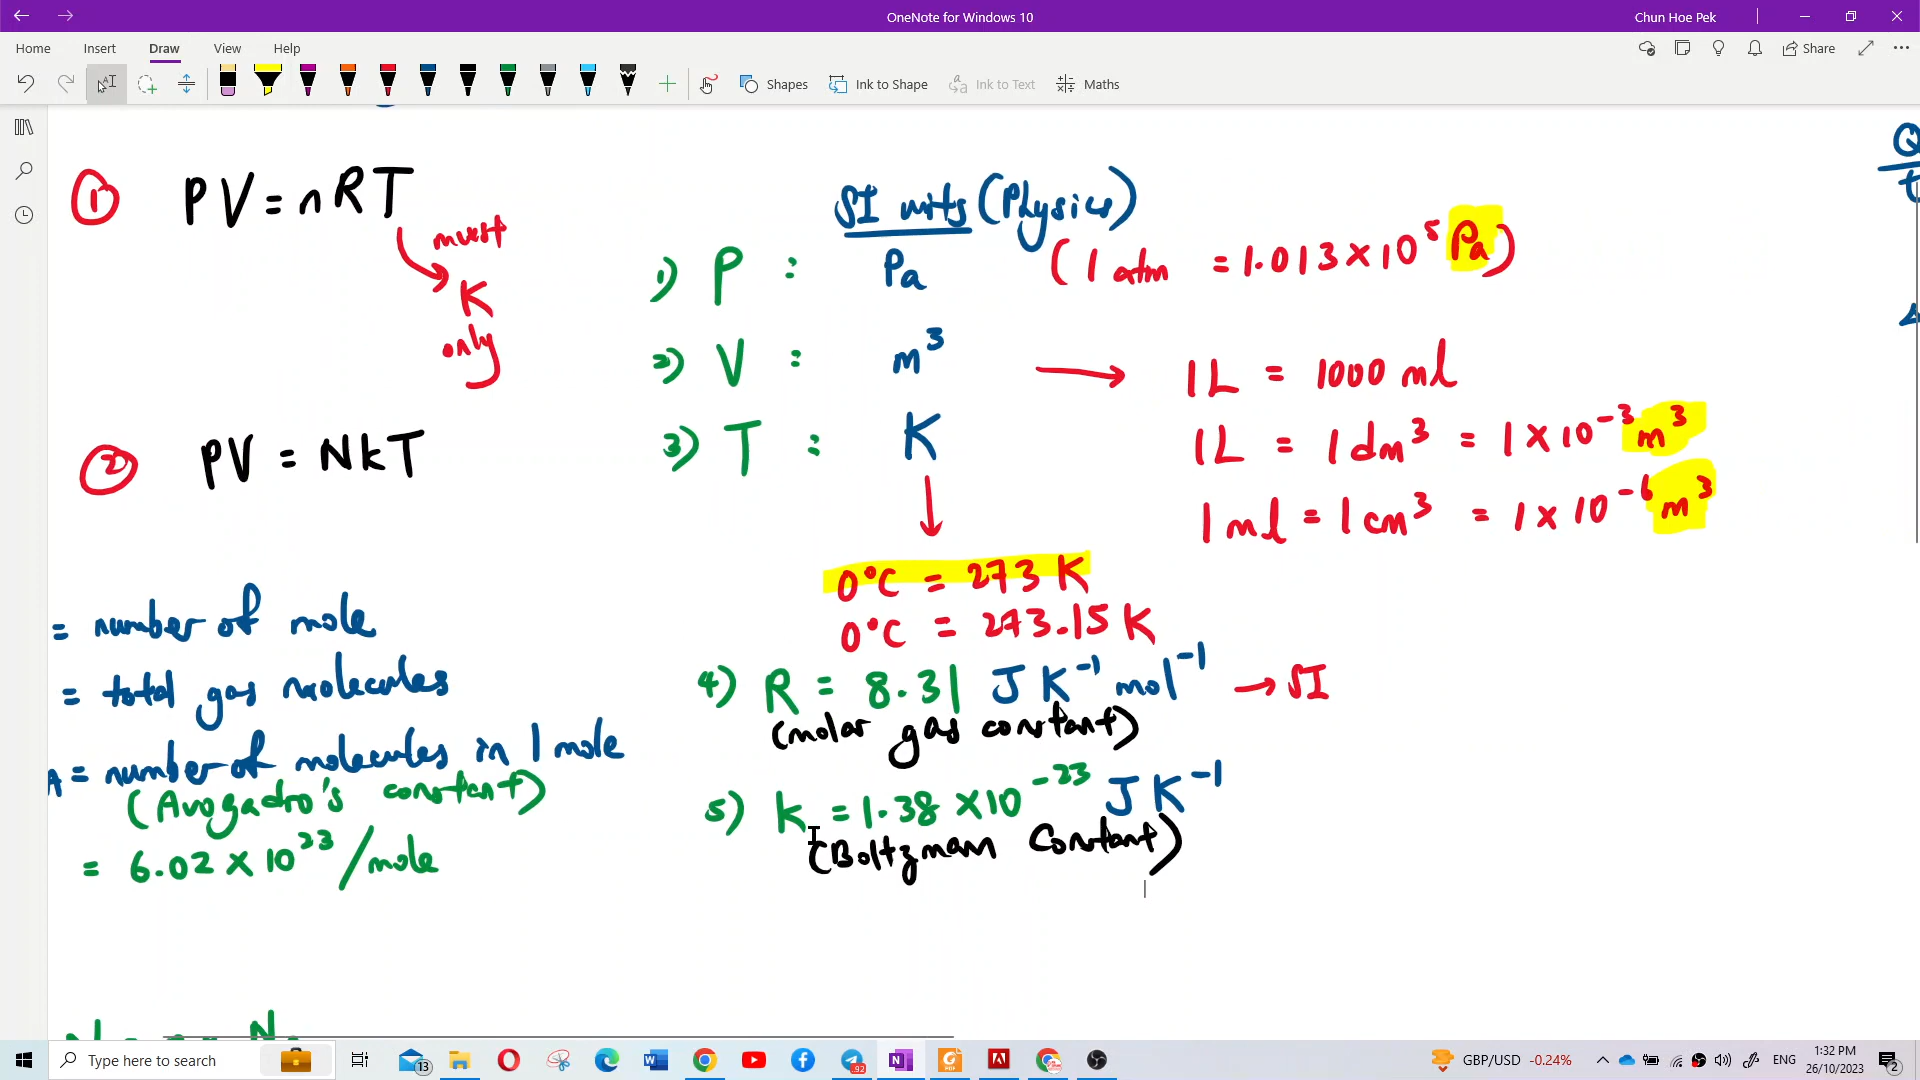 OneNote for Windows 10
Chun Hoe Pek
Home Insert Draw View Help
Share
Shapes Ink to Shape Ink to Text Maths
① PV = nRT
must
K
only
SI units (Physics)
1) P : Pa (1 atm = 1.013 × 10⁵ Pa)
2) V : m³ → 1L = 1000 ml
1L = 1 dm³ = 1 × 10⁻³ m³
1 ml = 1 cm³ = 1 × 10⁻⁶ m³
3) T : K
0°C = 273 K
0°C = 273.15 K
4) R = 8.31 J K⁻¹ mol⁻¹ → SI
(molar gas constant)
5) k = 1.38 × 10⁻²³ J K⁻¹
(Boltzman Constant)
② PV = NkT
= number of mole
= total gas molecules
A = number of molecules in 1 mole
(Avogadro's constant)
= 6.02 × 10²³ / mole
Q
t
Type here to search
13
92
GBP/USD -0.24%
ENG
1:32 PM
26/10/2023
2